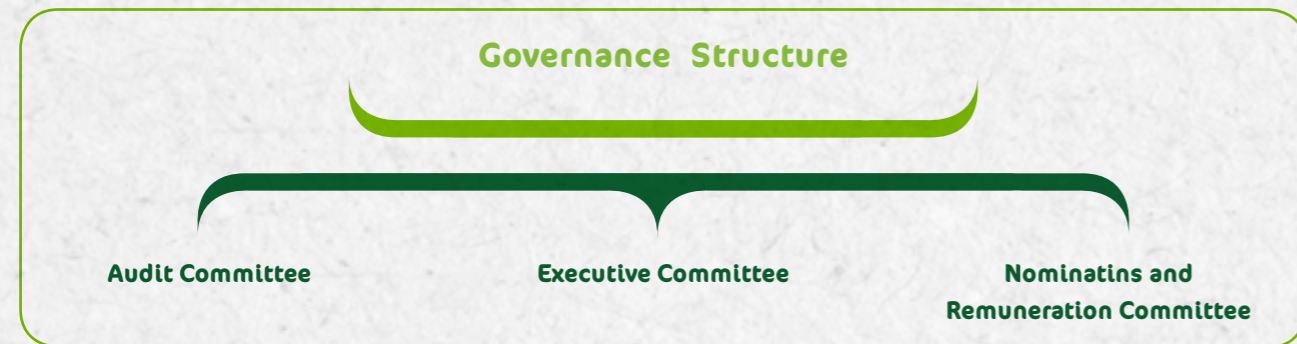 Governance Structure
Audit Committee
Executive Committee
Nominatins and
Remuneration Committee